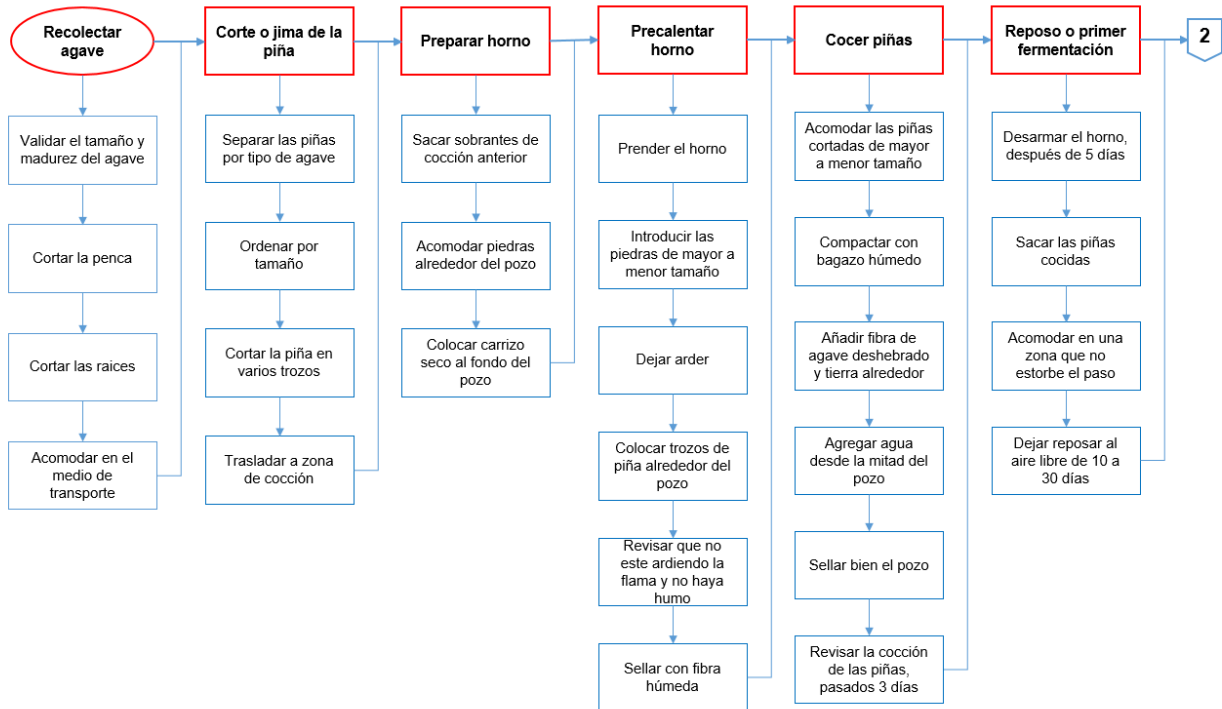 Recolectar
agave
Validar el tamaño y
madurez del agave
Cortar la penca
Cortar las raices
Acomodar en el
medio de
transporte
Corte o jima de la
piña
Separar las piñas
por tipo de agave
Ordenar por
tamaño
Cortar la piña en
varios trozos
Trasladar a zona
de cocción
Preparar horno
Sacar sobrantes de
cocción anterior
Acomodar piedras
alrededor del pozo
Colocar carrizo
seco al fondo del
pozo
Precalentar
horno
Prender el horno
Introducir las
piedras de mayor a
menor tamaño
Dejar arder
Colocar trozos de
piña alrededor del
pozo
Revisar que no
este ardiendo la
flama y no haya
humo
Sellar con fibra
húmeda
Cocer piñas
Acomodar las piñas
cortadas de mayor
a menor tamaño
Compactar con
bagazo húmedo
Añadir fibra de
agave deshebrado
y tierra alrededor
Agregar agua
desde la mitad del
pozo
Sellar bien el pozo
Revisar la cocción
de las piñas,
pasados 3 días
Reposo o primer
fermentación
Desarmar el horno,
después de 5 días
Sacar las piñas
cocidas
Acomodar en una
zona que no
estorbe el paso
Dejar reposar al
aire libre de 10 a
30 días
2